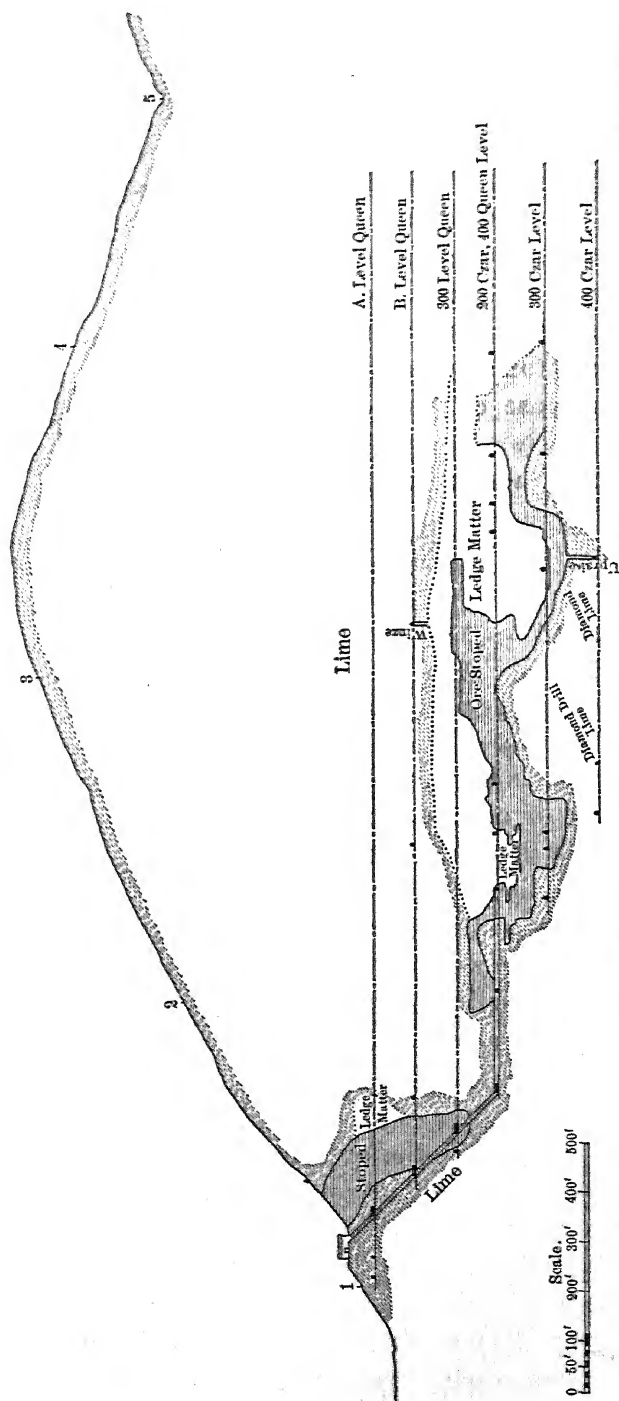 5
4
3
2
1
A. Level Queen
B. Level Queen
300 Level Queen
200 Czar, 400 Queen Level
300 Czar Level
400 Czar Level
Lime
Winze
Ledge Matter
Ore Stoped
Upraise
Diamond
Lime
Diamond Drill
Lime
Ledge
Matter
Stoped
Ledge
Matter
Lime
Scale.
0 50' 100' 200' 300' 400' 500'